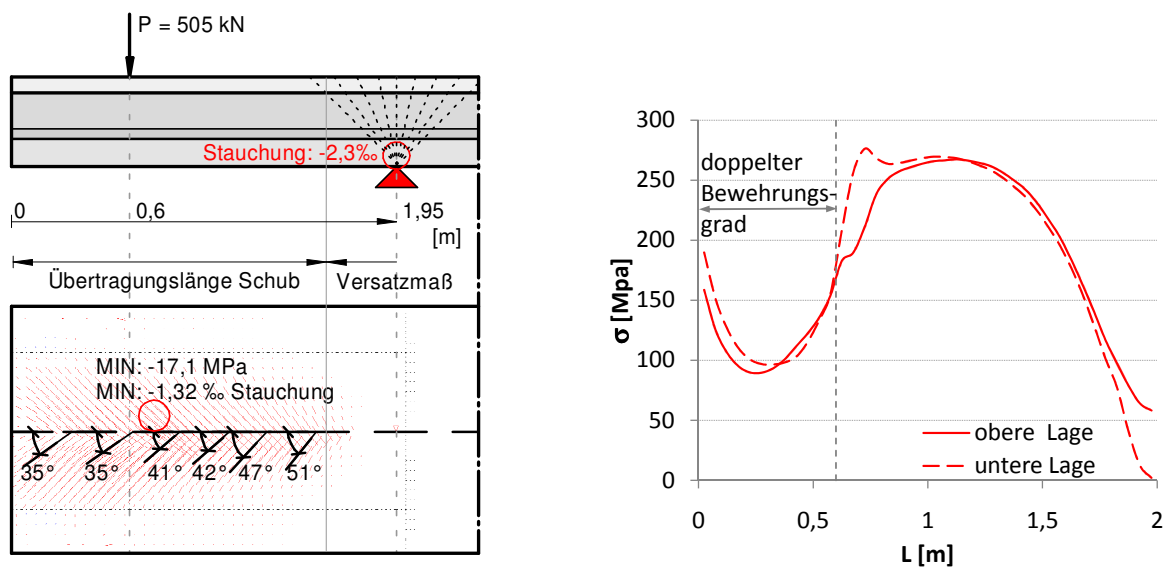 P = 505 kN
Stauchung: -2,3‰
0
0,6
1,95
[m]
Übertragungslänge Schub
Versatzmaß
MIN: -17,1 MPa
MIN: -1,32 ‰ Stauchung
35°
35°
41°
42°
47°
51°
σ [Mpa]
300
250
200
150
100
50
0
doppelter
Bewehrungs-
grad
obere Lage
untere Lage
0
0,5
1
1,5
2
L [m]